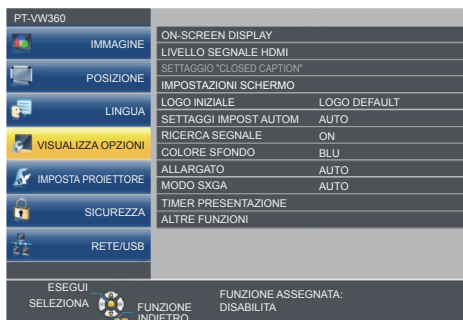 PT-VW360
IMMAGINE
POSIZIONE
LINGUA
VISUALIZZA OPZIONI
IMPOSTA PROIETTORE
SICUREZZA
RETE/USB
ON-SCREEN DISPLAY
LIVELLO SEGNALE HDMI
SETTAGGIO "CLOSED CAPTION"
IMPOSTAZIONI SCHERMO
LOGO INIZIALE LOGO DEFAULT
SETTAGGI IMPOST AUTOM AUTO
RICERCA SEGNALE ON
COLORE SFONDO BLU
ALLARGATO AUTO
MODO SXGA AUTO
TIMER PRESENTAZIONE
ALTRE FUNZIONI
ESEGUI
SELEZIONA
FUNZIONE
INDIETRO
FUNZIONE ASSEGNATA:
DISABILITA